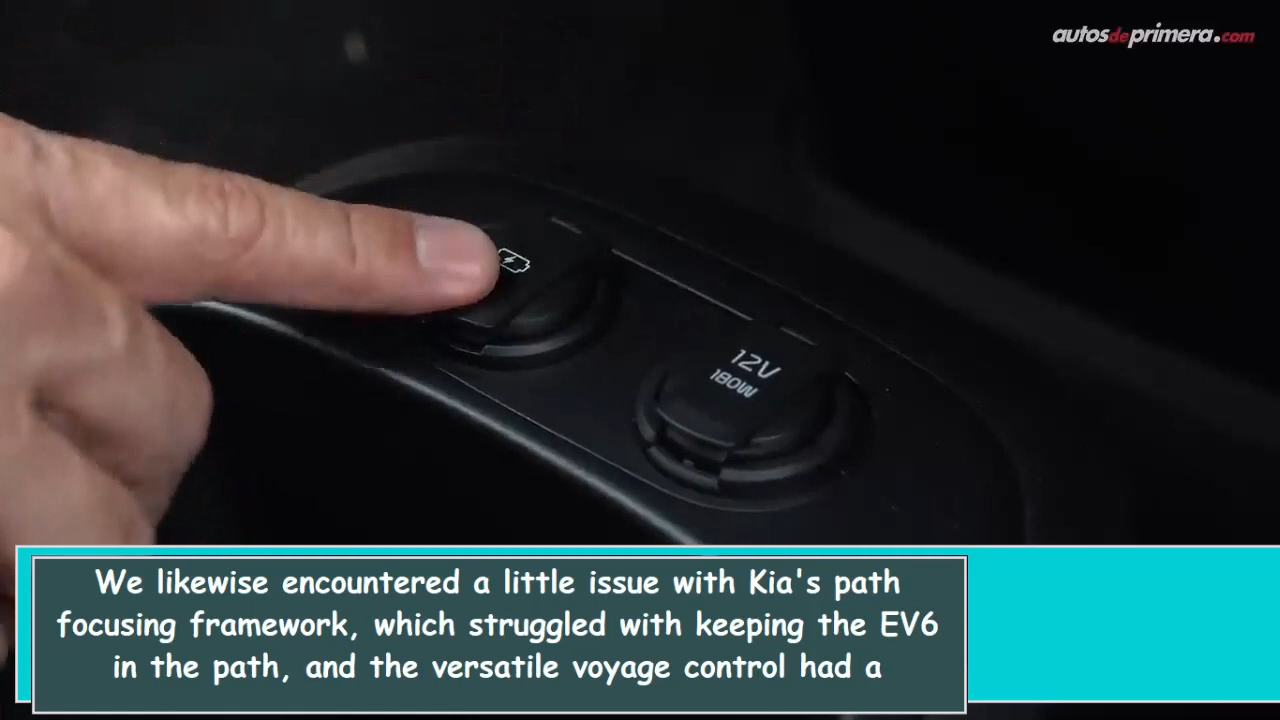 autosdeprimera.com
12V
180W
We likewise encountered a little issue with Kia's path
focusing framework, which struggled with keeping the EV6
in the path, and the versatile voyage control had a